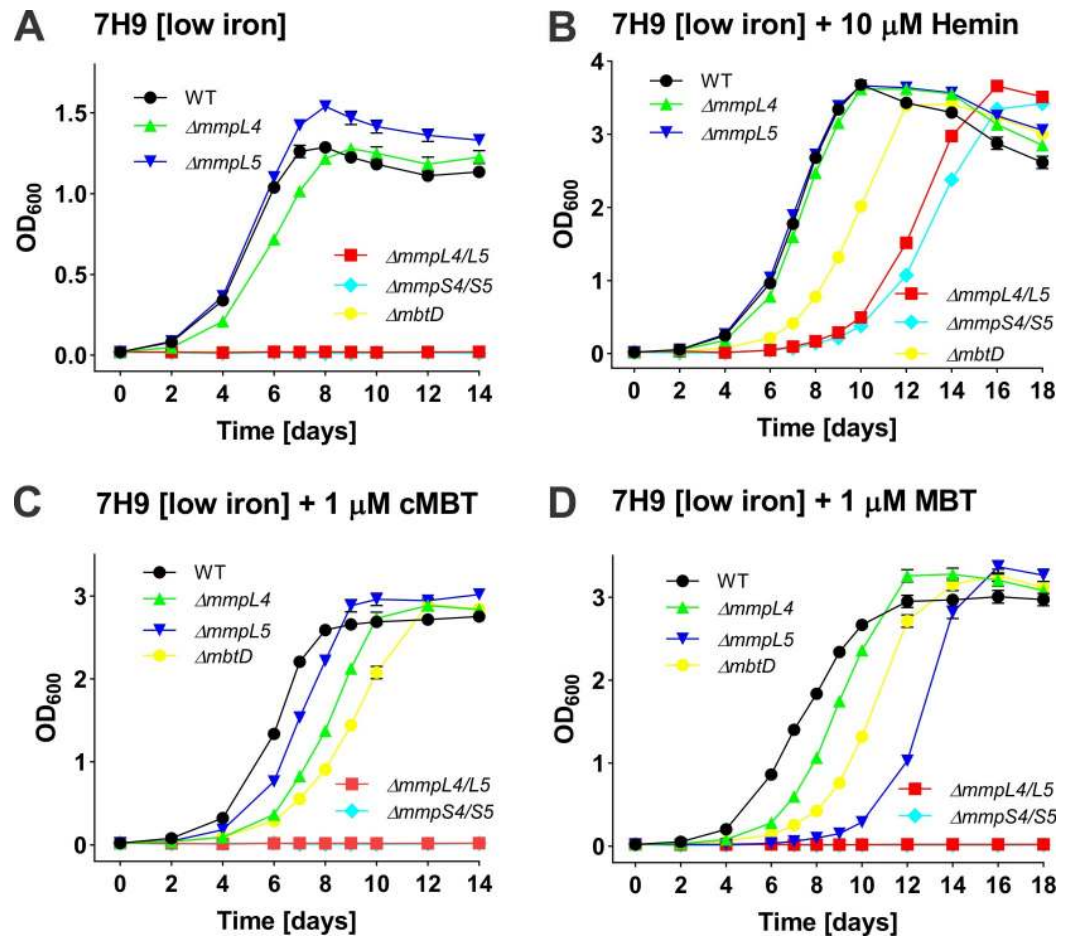 A 7H9 [low iron]
WT
ΔmmpL4
ΔmmpL5
ΔmmpL4/L5
ΔmmpS4/S5
ΔmbtD
OD600
1.5
1.0
0.5
0.0
0 2 4 6 8 10 12 14
Time [days]
B 7H9 [low iron] + 10 μM Hemin
WT
ΔmmpL4
ΔmmpL5
ΔmmpL4/L5
ΔmmpS4/S5
ΔmbtD
OD600
4
3
2
1
0
0 2 4 6 8 10 12 14 16 18
Time [days]
C 7H9 [low iron] + 1 μM cMBT
WT
ΔmmpL4
ΔmmpL5
ΔmbtD
ΔmmpL4/L5
ΔmmpS4/S5
OD600
3
2
1
0
0 2 4 6 8 10 12 14
Time [days]
D 7H9 [low iron] + 1 μM MBT
WT
ΔmmpL4
ΔmmpL5
ΔmbtD
ΔmmpL4/L5
ΔmmpS4/S5
OD600
3
2
1
0
0 2 4 6 8 10 12 14 16 18
Time [days]